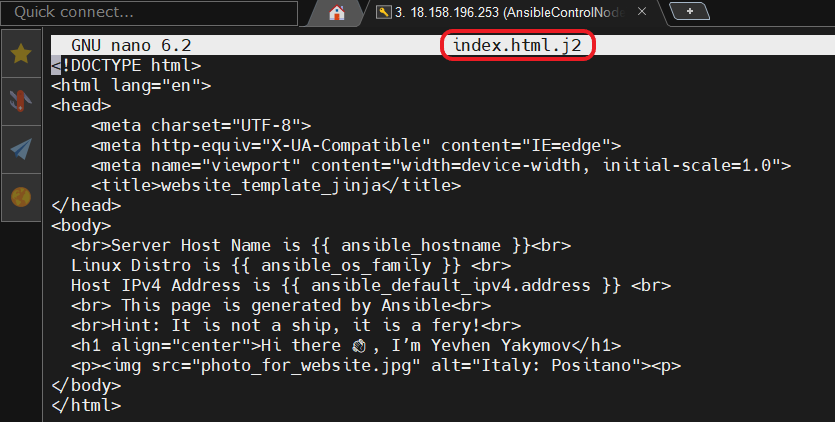 Quick connect...
3. 18.158.196.253 (AnsibleControlNode
GNU nano 6.2 index.html.j2
<!DOCTYPE html>
<html lang="en">
<head>
    <meta charset="UTF-8">
    <meta http-equiv="X-UA-Compatible" content="IE=edge">
    <meta name="viewport" content="width=device-width, initial-scale=1.0">
    <title>website_template_jinja</title>
</head>
<body>
  <br>Server Host Name is {{ ansible_hostname }}<br>
  Linux Distro is {{ ansible_os_family }} <br>
  Host IPv4 Address is {{ ansible_default_ipv4.address }} <br>
  <br> This page is generated by Ansible<br>
  <br>Hint: It is not a ship, it is a fery!<br>
  <h1 align="center">Hi there 👋, I’m Yevhen Yakymov</h1>
  <p><img src="photo_for_website.jpg" alt="Italy: Positano"><p>
</body>
</html>